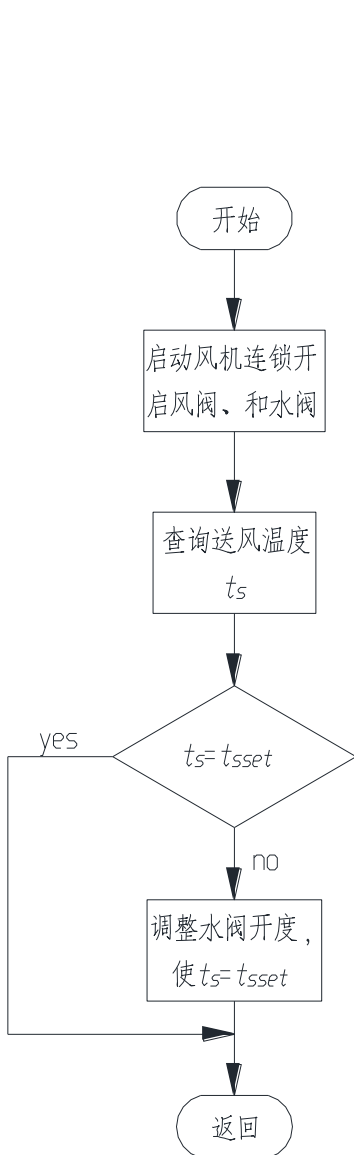 开始
启动风机连锁开
启风阀、和水阀
查询送风温度
ts
yes
ts=tsset
no
调整水阀开度,
使ts=tsset
返回